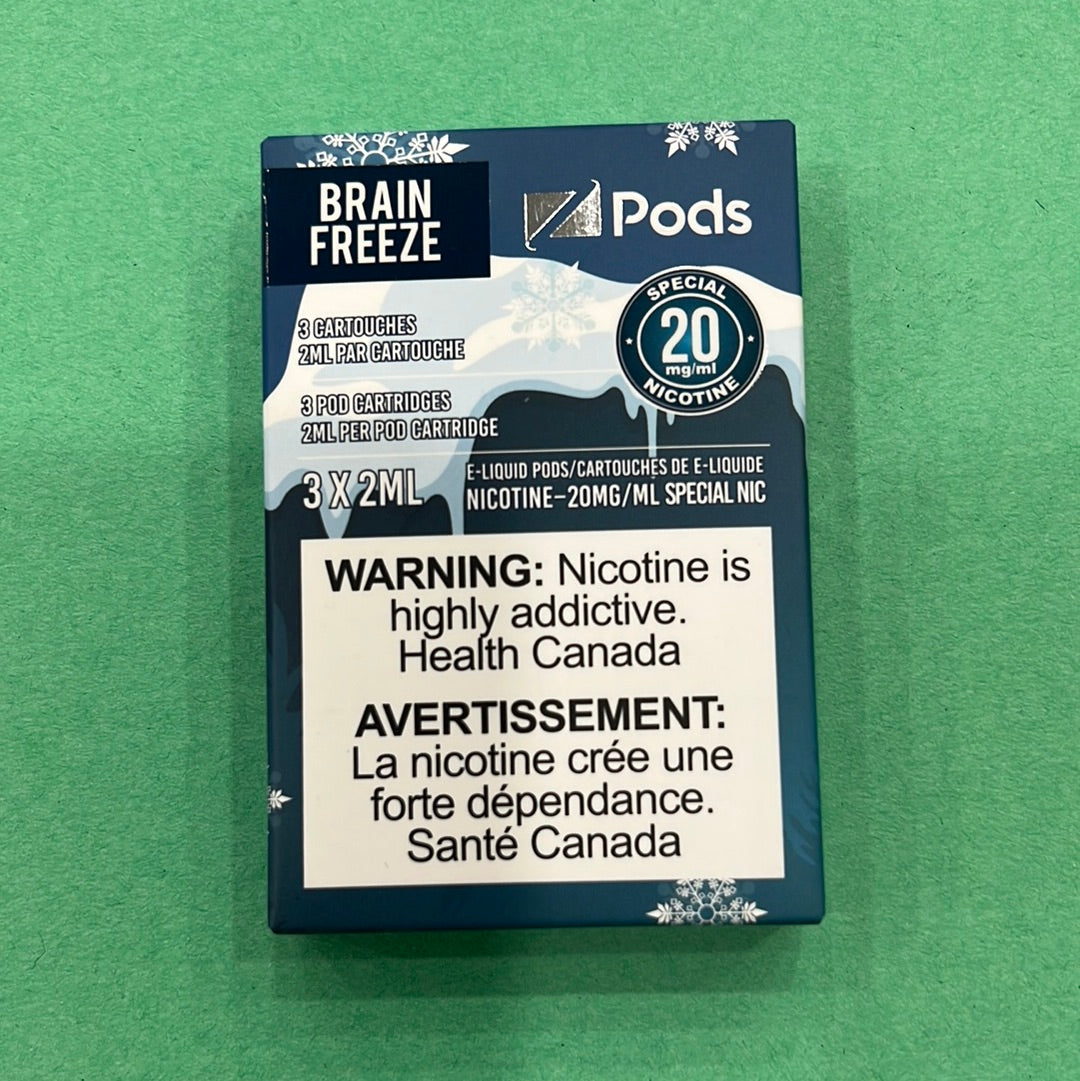 BRAIN
FREEZE
Z Pods
3 CARTOUCHES
2ML PAR CARTOUCHE
SPECIAL
20
mg/ml
NICOTINE
3 POD CARTRIDGES
2ML PER POD CARTRIDGE
3 X 2ML
E-LIQUID PODS/CARTOUCHES DE E-LIQUIDE
NICOTINE–20MG/ML SPECIAL NIC
WARNING: Nicotine is
highly addictive.
Health Canada
AVERTISSEMENT:
La nicotine crée une
forte dépendance.
Santé Canada